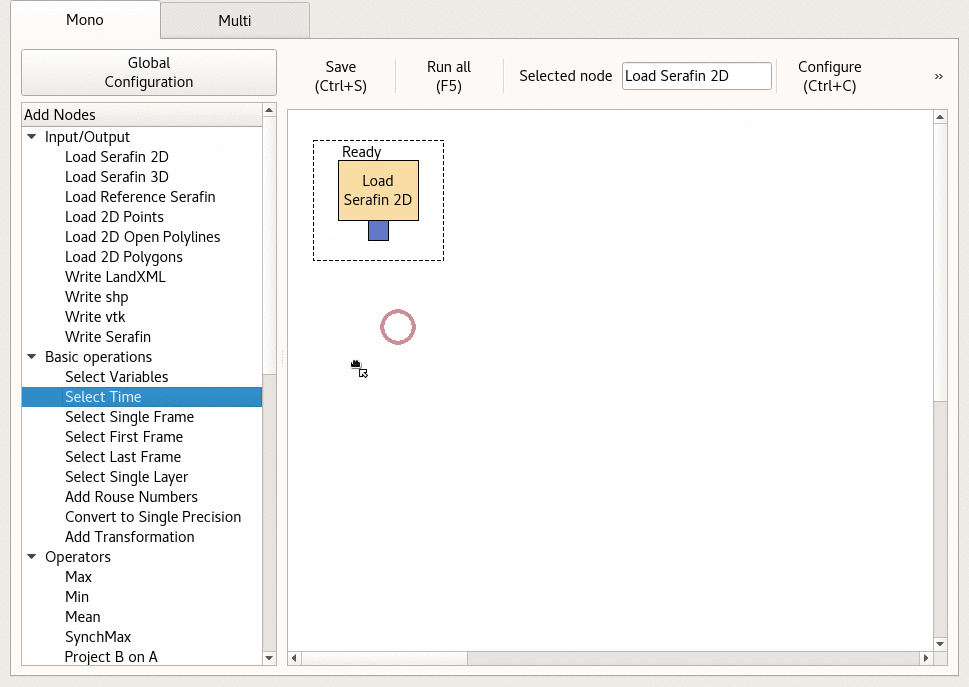 Mono
Multi
Global
Configuration
Save
(Ctrl+S)
Run all
(F5)
Selected node
Load Serafin 2D
Configure
(Ctrl+C)
»
Add Nodes
Input/Output
Load Serafin 2D
Load Serafin 3D
Load Reference Serafin
Load 2D Points
Load 2D Open Polylines
Load 2D Polygons
Write LandXML
Write shp
Write vtk
Write Serafin
Basic operations
Select Variables
Select Time
Select Single Frame
Select First Frame
Select Last Frame
Select Single Layer
Add Rouse Numbers
Convert to Single Precision
Add Transformation
Operators
Max
Min
Mean
SynchMax
Project B on A
Ready
Load
Serafin 2D